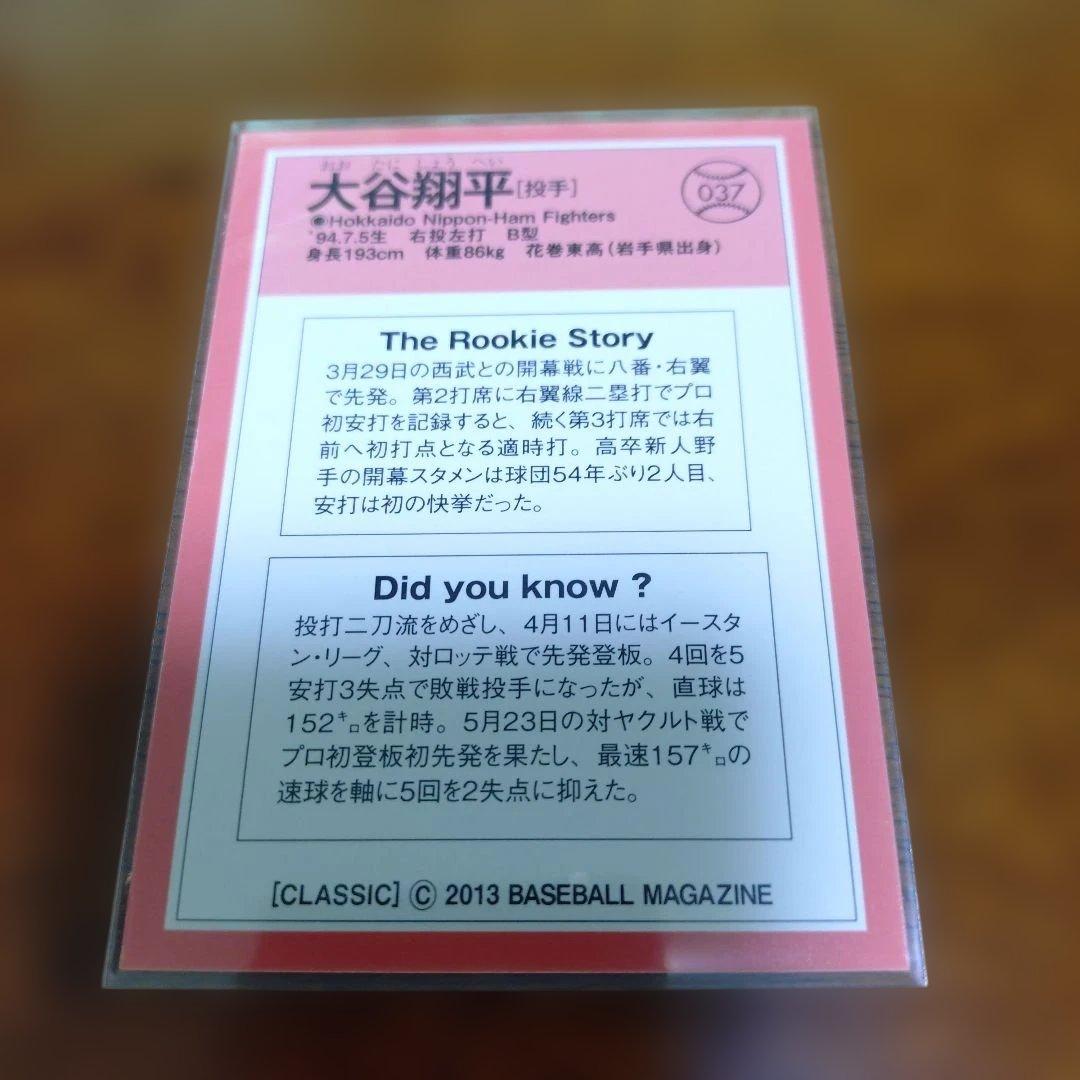 おお たに しょう へい
大谷翔平[投手]
037
Hokkaido Nippon-Ham Fighters
'94.7.5生 右投左打 B型
身長193cm 体重86kg 花巻東高(岩手県出身)
The Rookie Story
3月29日の西武との開幕戦に八番・右翼
で先発。第2打席に右翼線二塁打でプロ
初安打を記録すると、続く第3打席では右
前へ初打点となる適時打。高卒新人野
手の開幕スタメンは球団54年ぶり2人目、
安打は初の快挙だった。
Did you know ?
投打二刀流をめざし、4月11日にはイースタ
ン・リーグ、対ロッテ戦で先発登板。4回を5
安打3失点で敗戦投手になったが、直球は
152㌔を計時。5月23日の対ヤクルト戦で
プロ初登板初先発を果たし、最速157㌔の
速球を軸に5回を2失点に抑えた。
[CLASSIC] © 2013 BASEBALL MAGAZINE